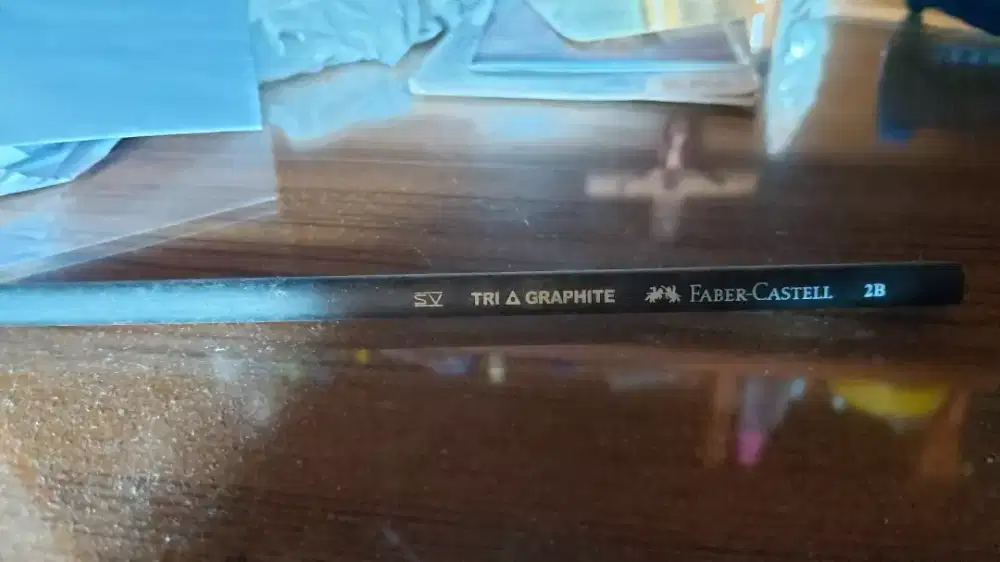 SV TRI Δ GRAPHITE FABER-CASTELL 2B